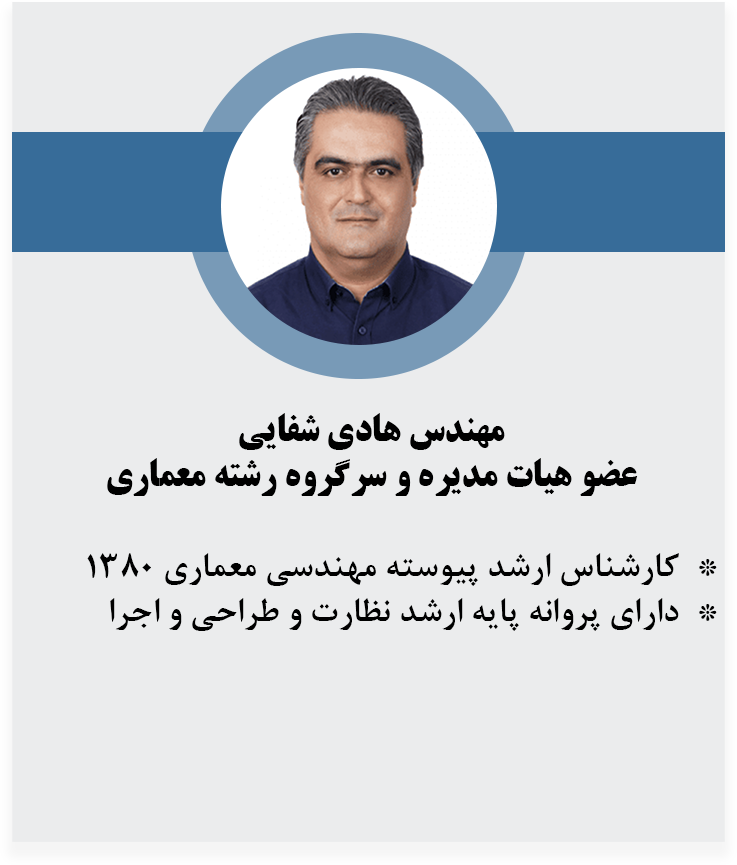 مهندس هادی شفایی
عضو هیات مدیره و سرگروه رشته معماری
❊ کارشناس ارشد پیوسته مهندسی معماری ۱۳۸۰
❊ دارای پروانه پایه ارشد نظارت و طراحی و اجرا